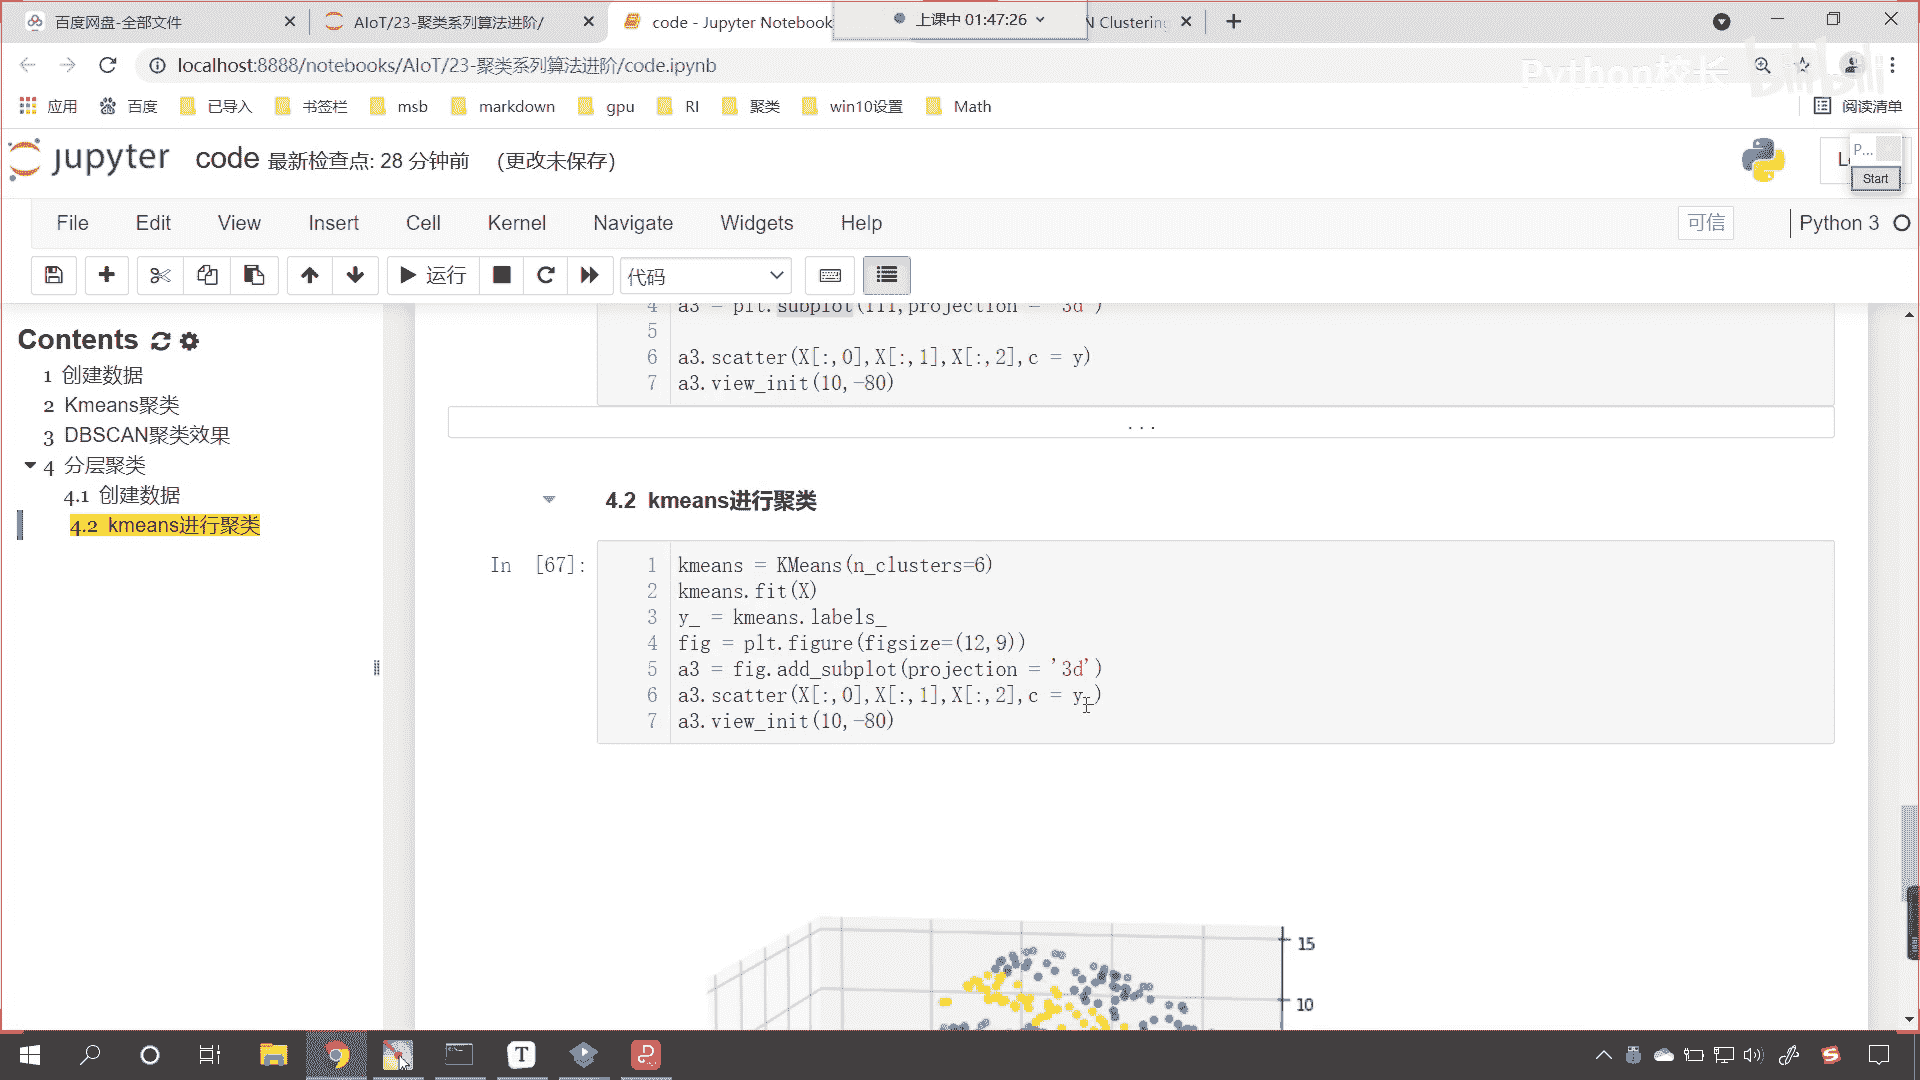 百度网盘-全部文件
AIoT/23-聚类系列算法进阶/
code - Jupyter Notebook
上课中 01:47:26
N Clustering
localhost:8888/notebooks/AIoT/23-聚类系列算法进阶/code.ipynb
Python校长
bilibili
应用 百度 已导入 书签栏 msb markdown gpu RI 聚类 win10设置 Math 阅读清单
jupyter code 最新检查点: 28 分钟前 (更改未保存)
P...
Start
File Edit View Insert Cell Kernel Navigate Widgets Help 可信 Python 3
运行 代码
Contents
1 创建数据
2 Kmeans聚类
3 DBSCAN聚类效果
4 分层聚类
4.1 创建数据
4.2 kmeans进行聚类
4 a3 = plt.subplot(111,projection = '3d')
5
6 a3.scatter(X[:,0],X[:,1],X[:,2],c = y)
7 a3.view_init(10,-80)
...
4.2 kmeans进行聚类
In [67]:
1 kmeans = KMeans(n_clusters=6)
2 kmeans.fit(X)
3 y_ = kmeans.labels_
4 fig = plt.figure(figsize=(12,9))
5 a3 = fig.add_subplot(projection = '3d')
6 a3.scatter(X[:,0],X[:,1],X[:,2],c = y_)
7 a3.view_init(10,-80)
15
10